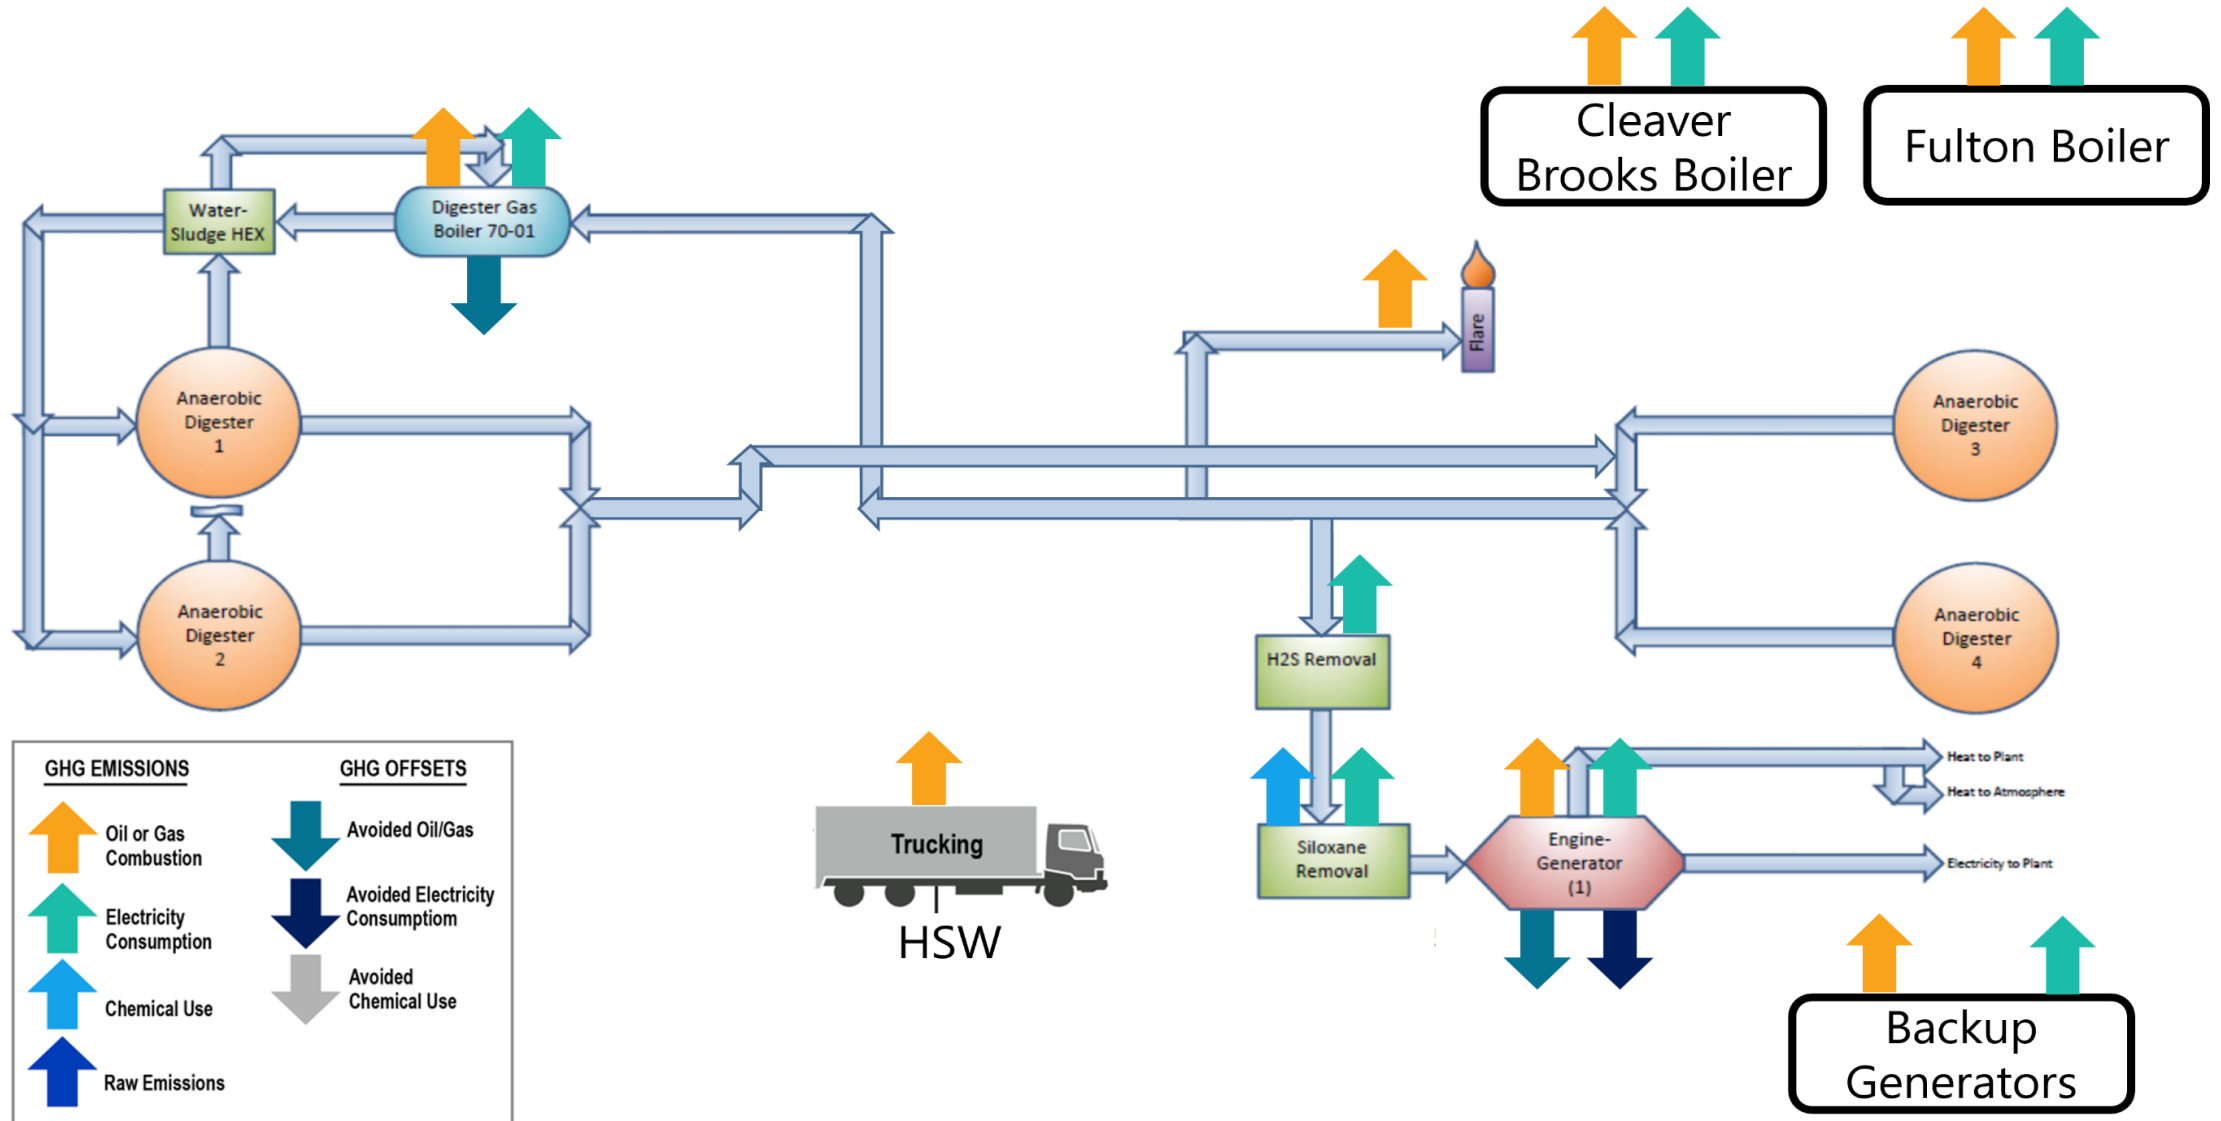 Cleaver
Brooks Boiler
Fulton Boiler
Water-
Sludge HEX
Digester Gas
Boiler 70-01
Flare
Anaerobic
Digester
1
Anaerobic
Digester
3
Anaerobic
Digester
2
Anaerobic
Digester
4
H2S Removal
Trucking
HSW
Siloxane
Removal
Engine-
Generator
(1)
Heat to Plant
Heat to Atmosphere
Electricity to Plant
Backup
Generators
GHG EMISSIONS
Oil or Gas
Combustion
Electricity
Consumption
Chemical Use
Raw Emissions
GHG OFFSETS
Avoided Oil/Gas
Avoided Electricity
Consumptiom
Avoided
Chemical Use